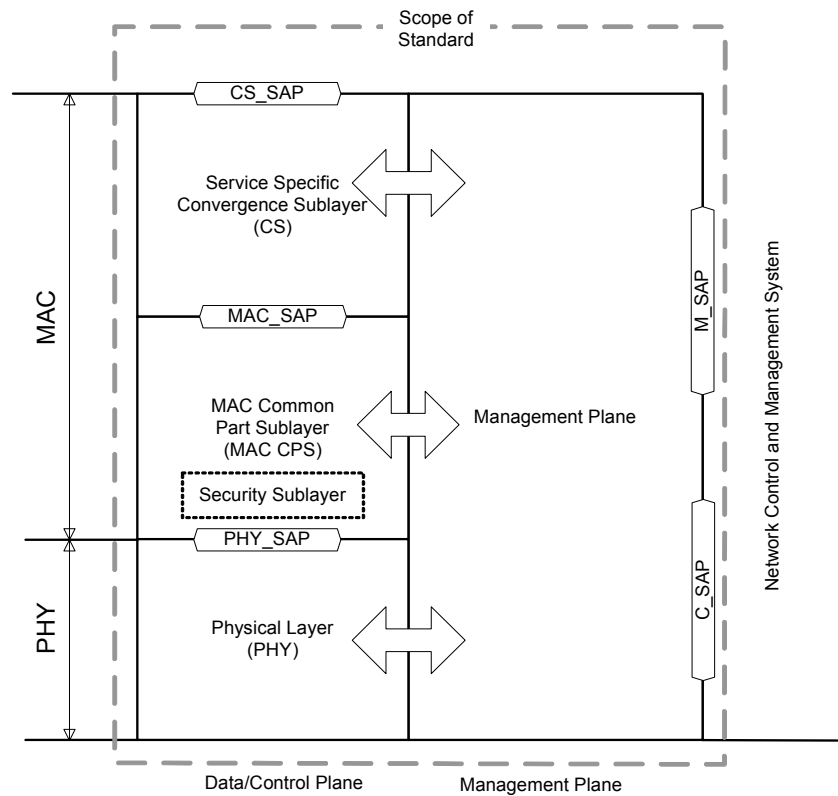 Scope of
Standard
CS_SAP
Service Specific
Convergence Sublayer
(CS)
MAC
M_SAP
Network Control and Management System
MAC_SAP
MAC Common
Part Sublayer
(MAC CPS)
Management Plane
Security Sublayer
PHY_SAP
C_SAP
PHY
Physical Layer
(PHY)
Data/Control Plane
Management Plane